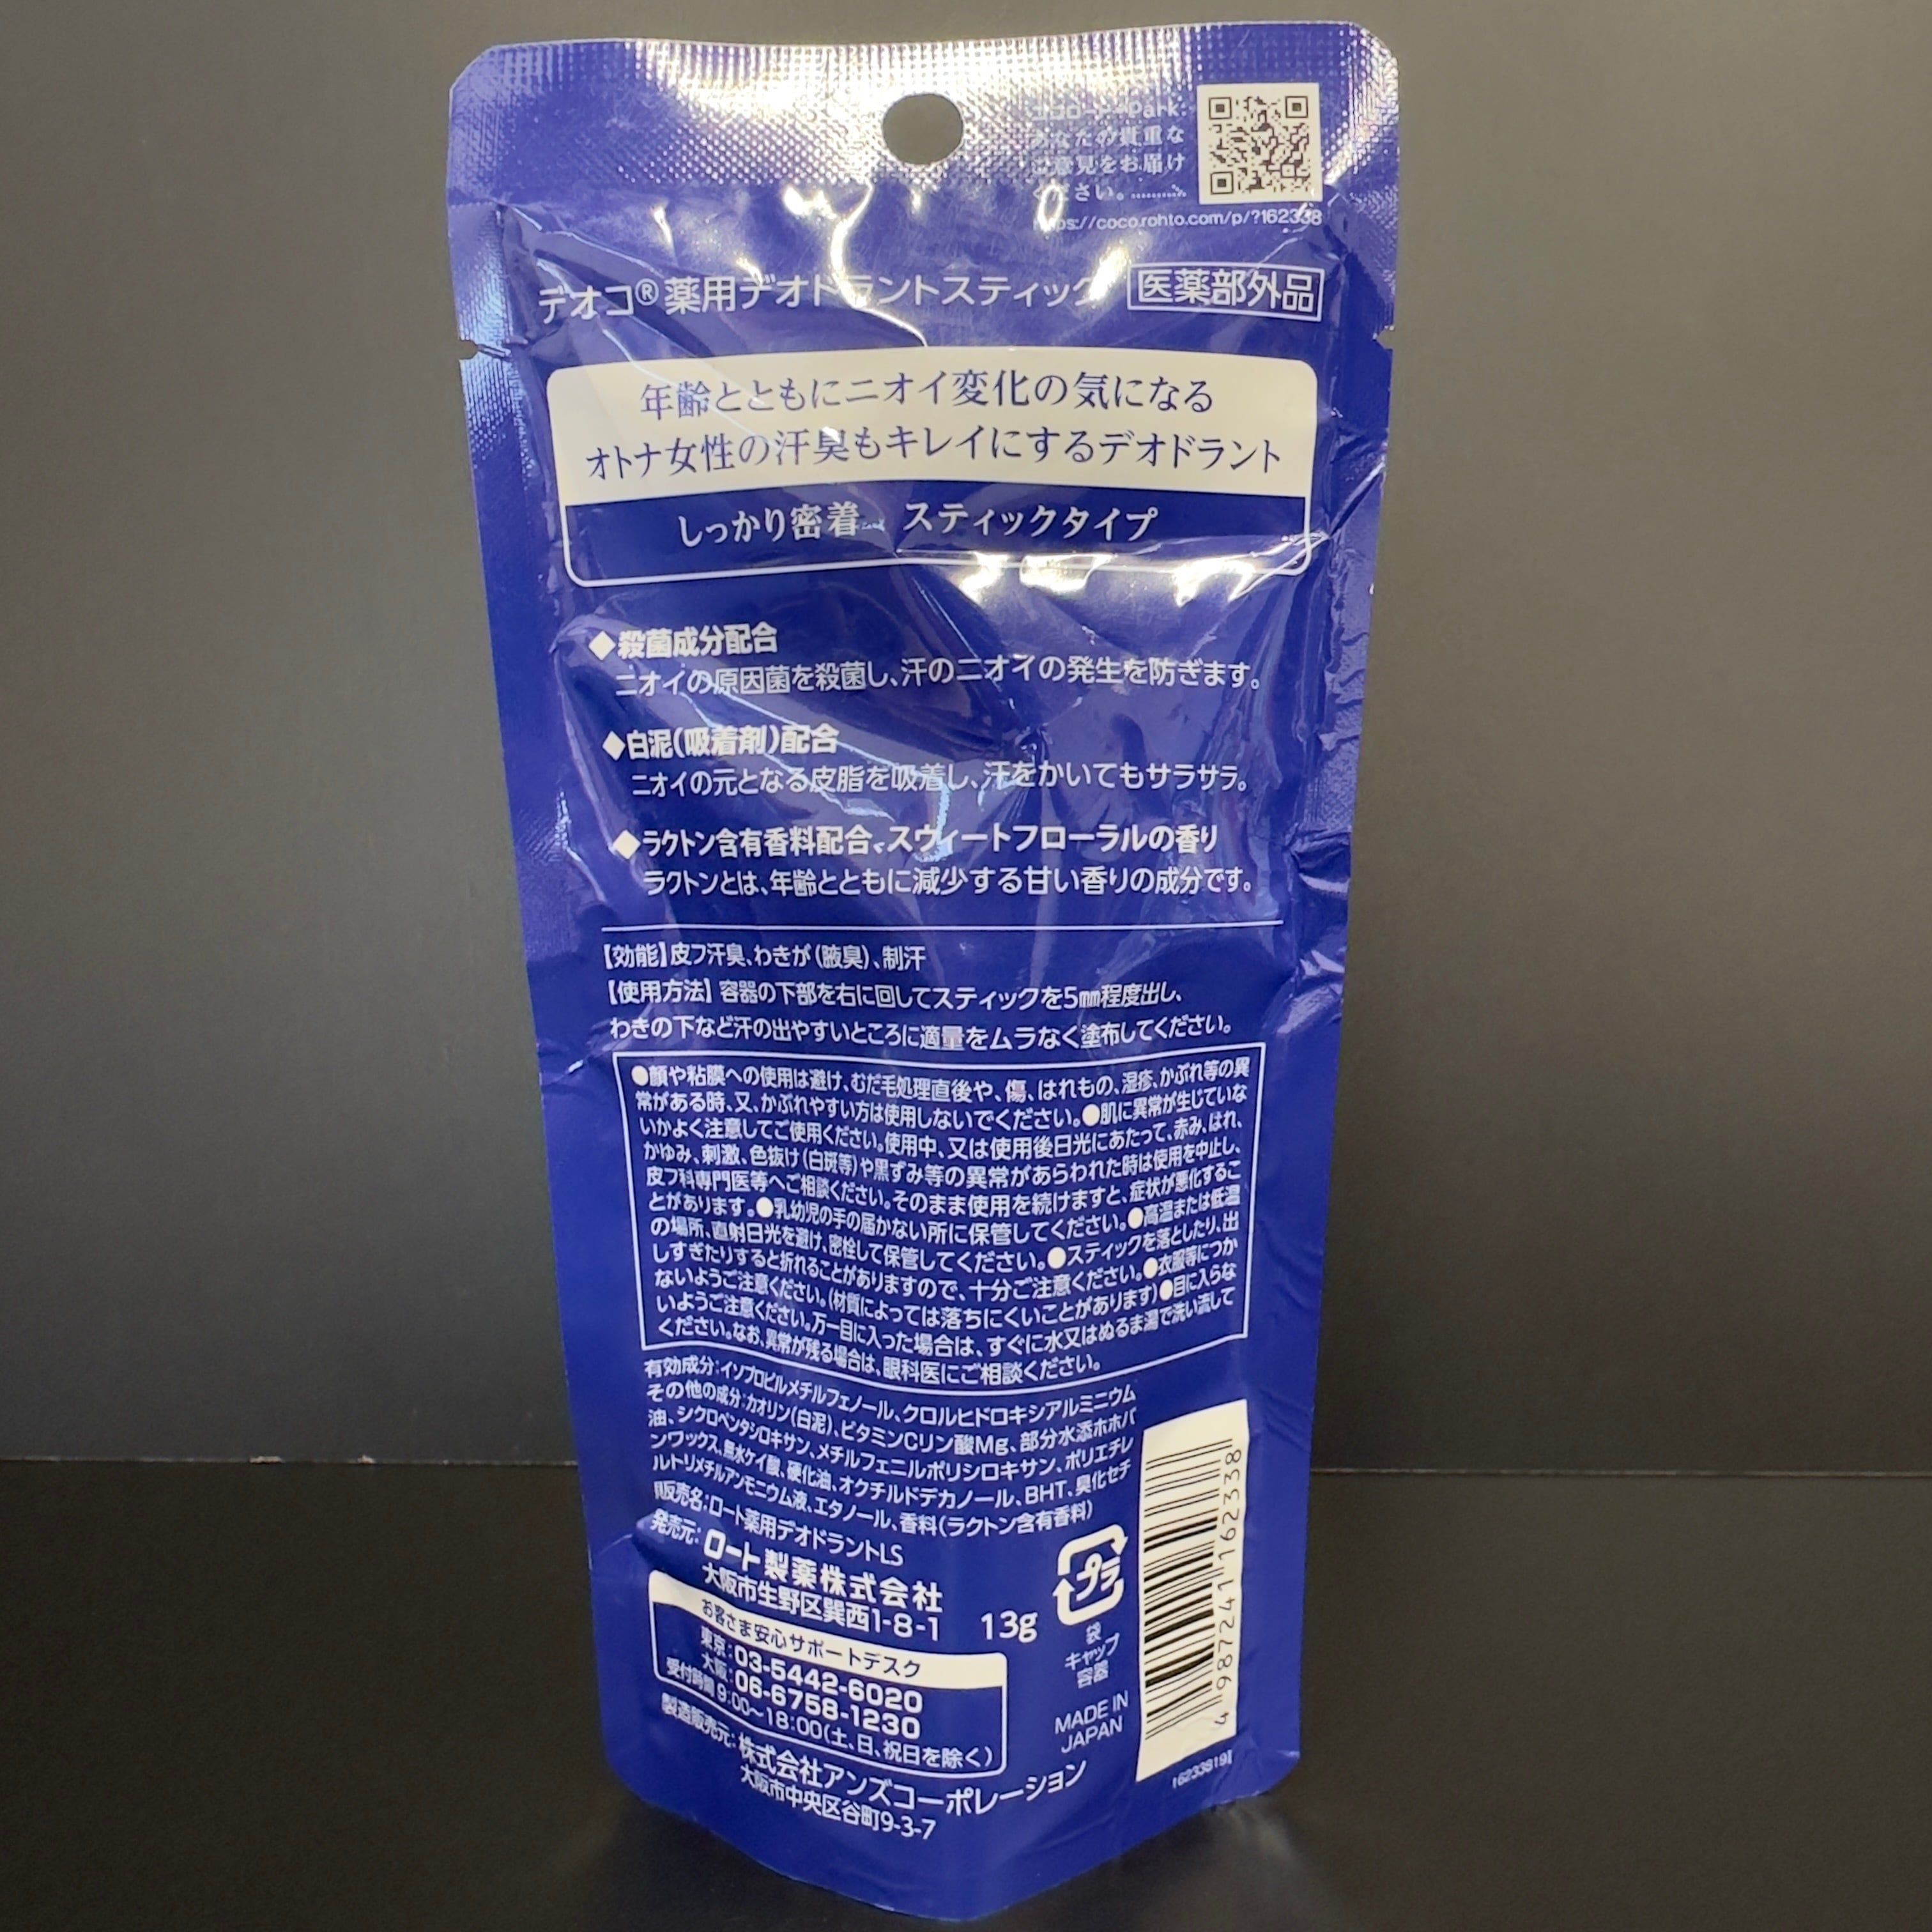 Park
あなたの貴重な
ご意見をお届け
ください。
https://coco.rohto.com/p/?162338
デオコ®薬用デオドラントスティック 医薬部外品
年齢とともにニオイ変化の気になる
オトナ女性の汗臭もキレイにするデオドラント
しっかり密着 スティックタイプ
◆殺菌成分配合
ニオイの原因菌を殺菌し、汗のニオイの発生を防ぎます。
◆白泥(吸着剤)配合
ニオイの元となる皮脂を吸着し、汗をかいてもサラサラ。
◆ラクトン含有香料配合、スウィートフローラルの香り
ラクトンとは、年齢とともに減少する甘い香りの成分です。
【効能】皮フ汗臭、わきが(腋臭)、制汗
【使用方法】容器の下部を右に回してスティックを5㎜程度出し、
わきの下など汗の出やすいところに適量をムラなく塗布してください。
●顔や粘膜への使用は避け、むだ毛処理直後や、傷、はれもの、湿疹、かぶれ等の異
常がある時、又、かぶれやすい方は使用しないでください。●肌に異常が生じていな
いかよく注意してご使用ください。使用中、又は使用後日光にあたって、赤み、はれ、
かゆみ、刺激、色抜け(白斑等)や黒ずみ等の異常があらわれた時は使用を中止し、
皮フ科専門医等へご相談ください。そのまま使用を続けますと、症状が悪化するこ
とがあります。●乳幼児の手の届かない所に保管してください。●高温または低温
の場所、直射日光を避け、密栓して保管してください。●スティックを落としたり、出
しすぎたりすると折れることがありますので、十分ご注意ください。●衣服等につか
ないようご注意ください。(材質によっては落ちにくいことがあります)●目に入らな
いようご注意ください。万一目に入った場合は、すぐに水又はぬるま湯で洗い流して
ください。なお、異常が残る場合は、眼科医にご相談ください。
有効成分:イソプロピルメチルフェノール、クロルヒドロキシアルミニウム
その他の成分:カオリン(白泥)、ビタミンCリン酸Mg、部分水添ホホバ
油、シクロペンタシロキサン、メチルフェニルポリシロキサン、ポリエチレ
ンワックス、無水ケイ酸、硬化油、オクチルドデカノール、BHT、臭化セチ
ルトリメチルアンモニウム液、エタノール、香料(ラクトン含有香料)
販売名:ロート薬用デオドラントLS
発売元:ロート製薬株式会社
大阪市生野区巽西1-8-1
13g
お客さま安心サポートデスク
東京:03-5442-6020
大阪:06-6758-1230
受付時間9:00~18:00(土、日、祝日を除く)
製造販売元:株式会社アンズコーポレーション
大阪市中央区谷町9-3-7
プラ
袋
キャップ
容器
MADE IN
JAPAN
4 987241 162338